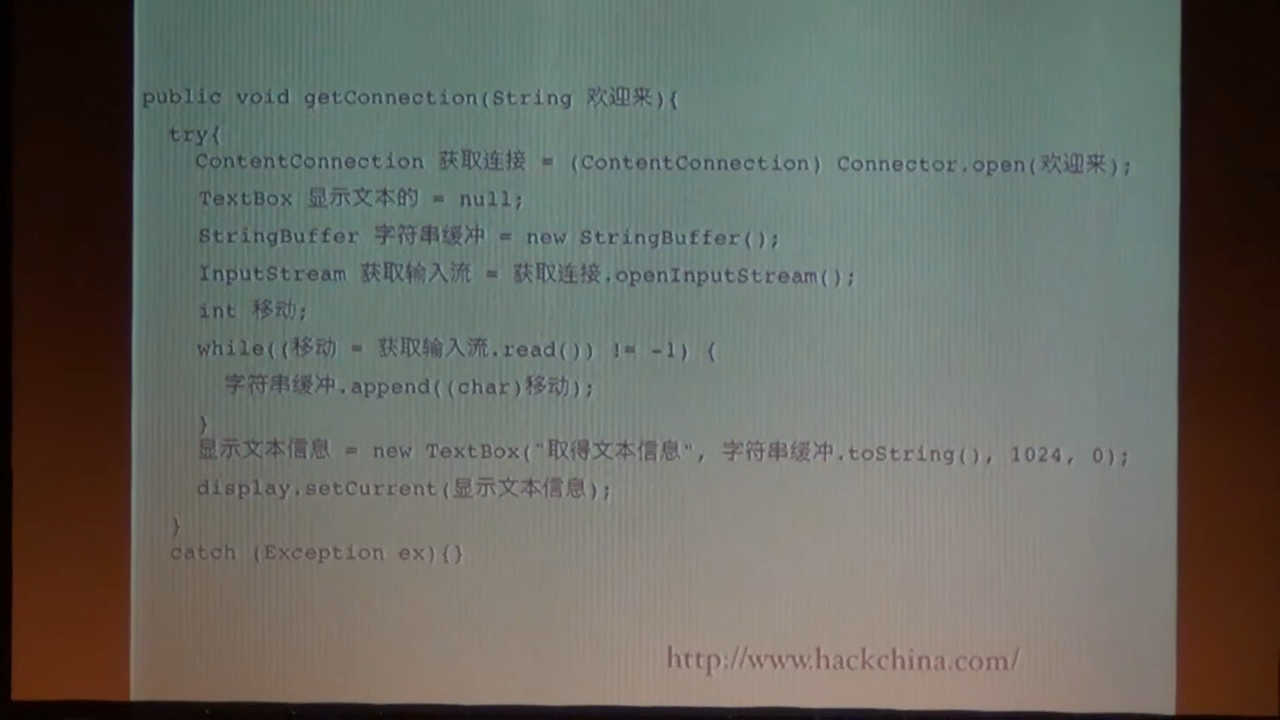 public void getConnection(String 欢迎来){
try{
ContentConnection 获取连接 = (ContentConnection) Connector.open(欢迎来);
TextBox 显示文本的 = null;
StringBuffer 字符串缓冲 = new StringBuffer();
InputStream 获取输入流 = 获取连接.openInputStream();
int 移动;
while((移动 = 获取输入流.read()) != -1) {
字符串缓冲.append((char)移动);
}
显示文本信息 = new TextBox("取得文本信息", 字符串缓冲.toString(), 1024, 0);
display.setCurrent(显示文本信息);
}
catch (Exception ex){}
http://www.hackchina.com/